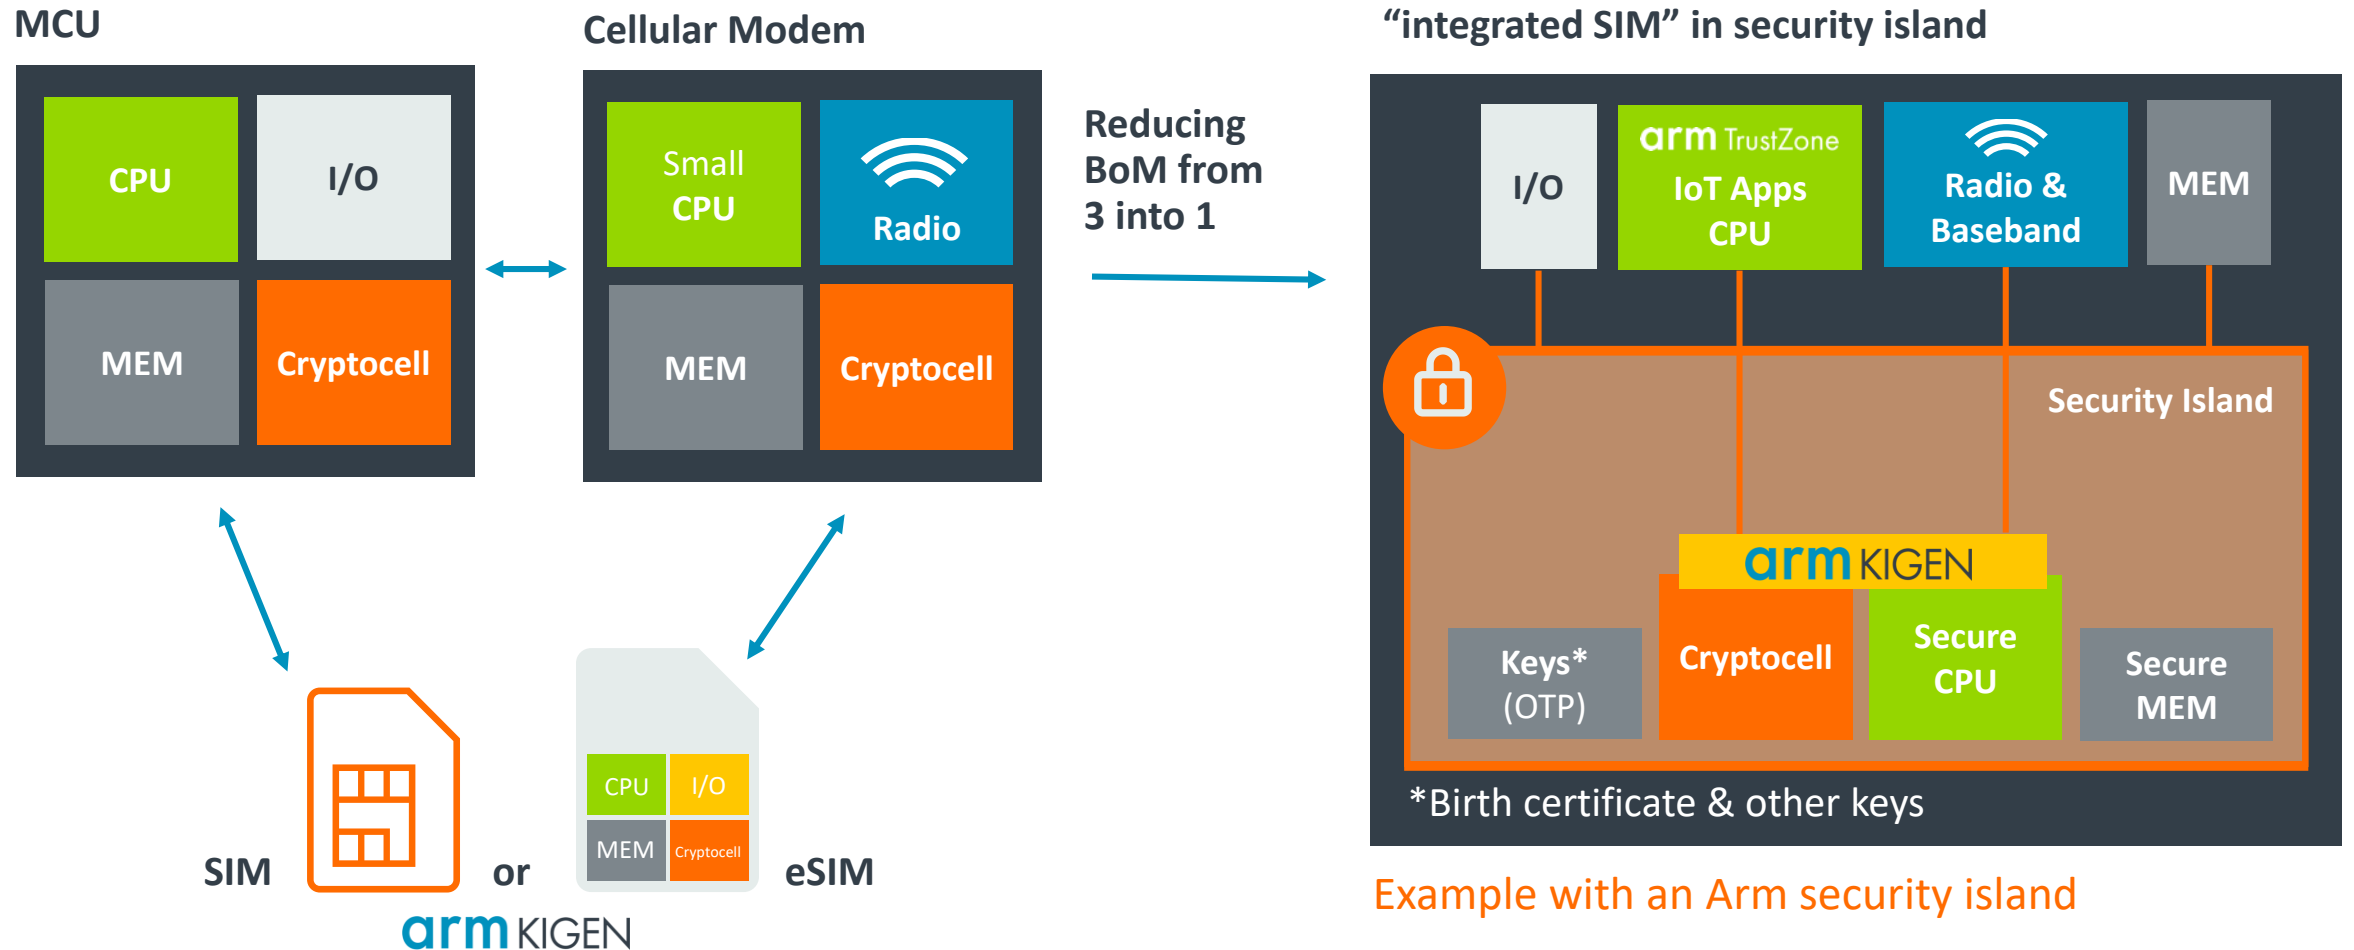 MCU
CPU
I/O
MEM
Cryptocell
Cellular Modem
Small
CPU
Radio
MEM
Cryptocell
Reducing
BoM from
3 into 1
SIM
or
CPU
I/O
MEM
Cryptocell
eSIM
arm KIGEN
“integrated SIM” in security island
I/O
arm TrustZone
IoT Apps
CPU
Radio &
Baseband
MEM
Security Island
arm KIGEN
Keys*
(OTP)
Cryptocell
Secure
CPU
Secure
MEM
*Birth certificate & other keys
Example with an Arm security island